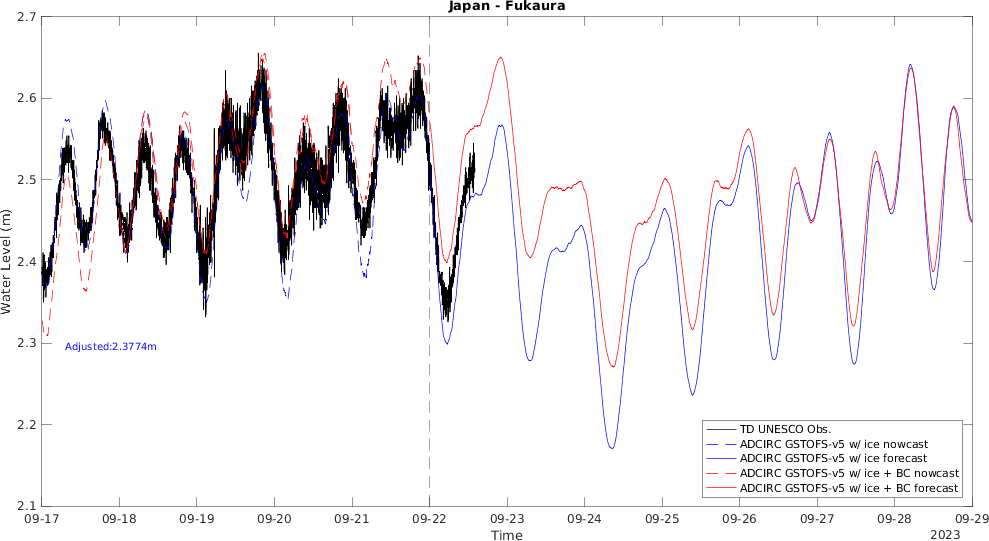 Japan - Fukaura
2.7
2.6
2.5
2.4
2.3
2.2
2.1
Water Level (m)
Adjusted:2.3774m
TD UNESCO Obs.
ADCIRC GSTOFS-v5 w/ ice nowcast
ADCIRC GSTOFS-v5 w/ ice forecast
ADCIRC GSTOFS-v5 w/ ice + BC nowcast
ADCIRC GSTOFS-v5 w/ ice + BC forecast
09-17 09-18 09-19 09-20 09-21 09-22 09-23 09-24 09-25 09-26 09-27 09-28 09-29
Time
2023